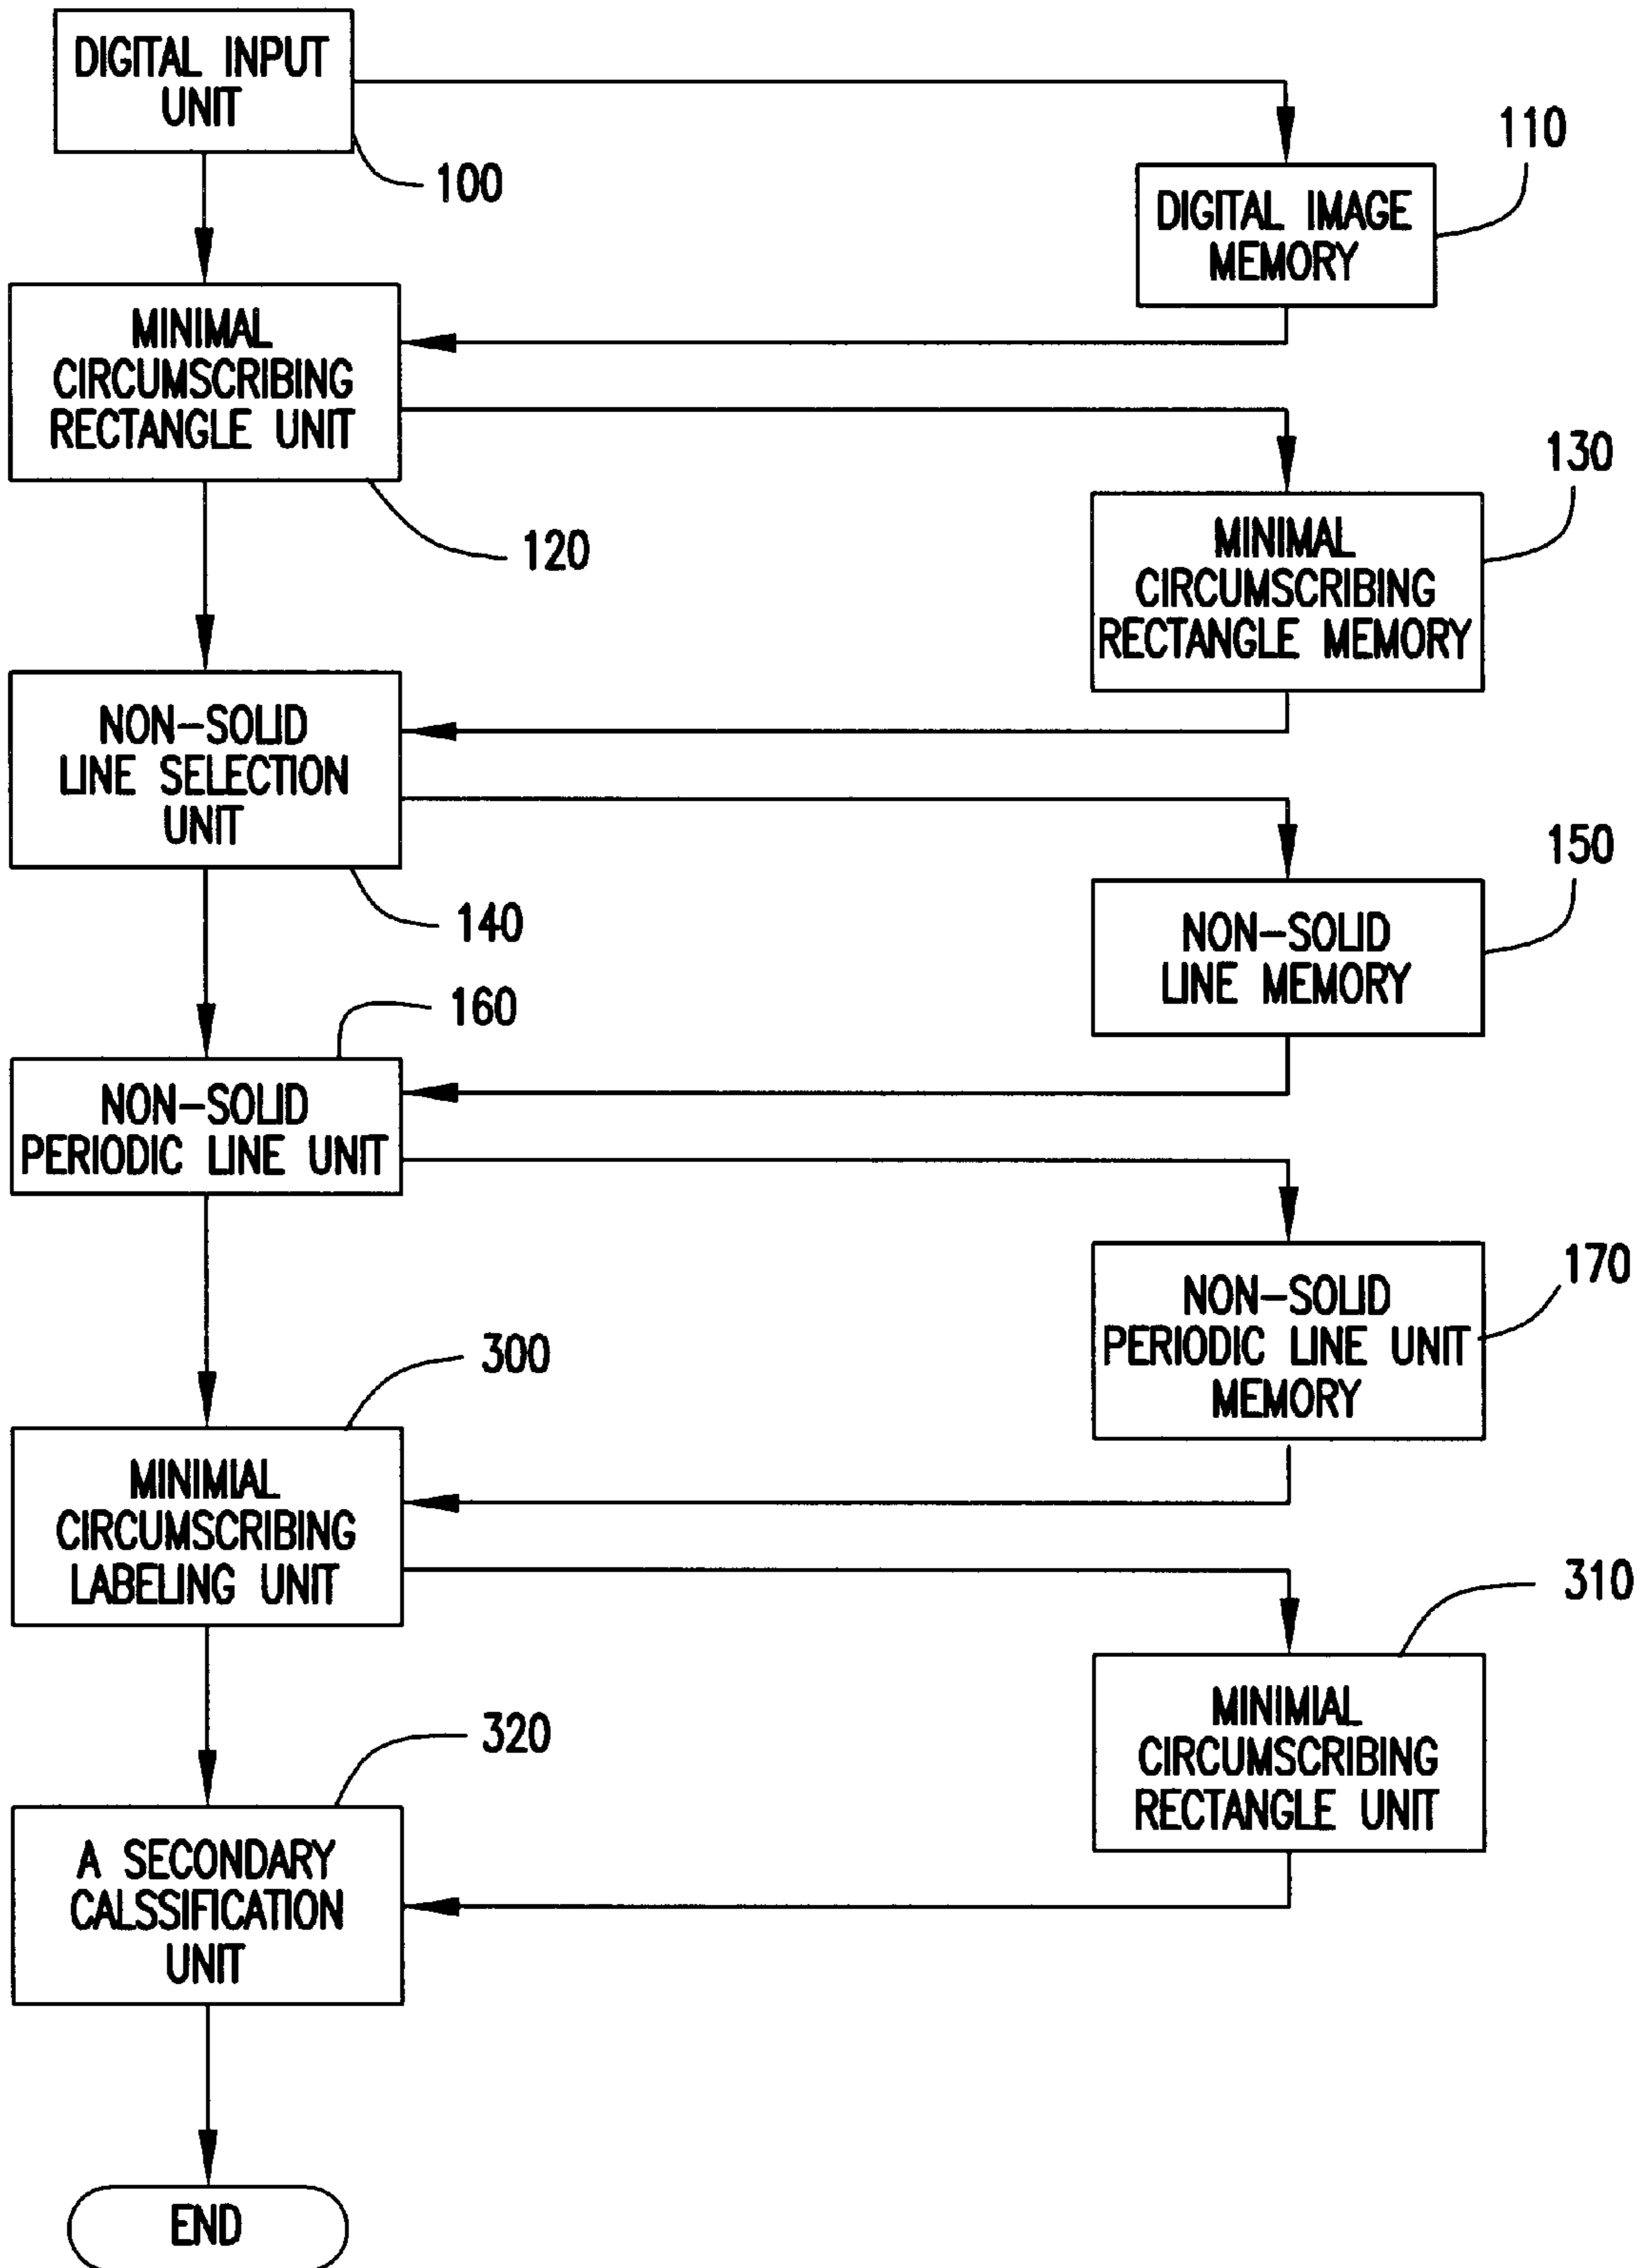 DIGITAL INPUT
UNIT
100
110
DIGITAL IMAGE
MEMORY
MINIMAL
CIRCUMSCRIBING
RECTANGLE UNIT
120
130
MINIMAL
CIRCUMSCRIBING
RECTANGLE MEMORY
NON-SOLID
LINE SELECTION
UNIT
140
150
NON-SOLID
LINE MEMORY
160
NON-SOLID
PERIODIC LINE UNIT
170
NON-SOLID
PERIODIC LINE UNIT
MEMORY
300
MINIMIAL
CIRCUMSCRIBING
LABELING UNIT
310
MINIMIAL
CIRCUMSCRIBING
RECTANGLE UNIT
320
A SECONDARY
CALSSIFICATION
UNIT
END